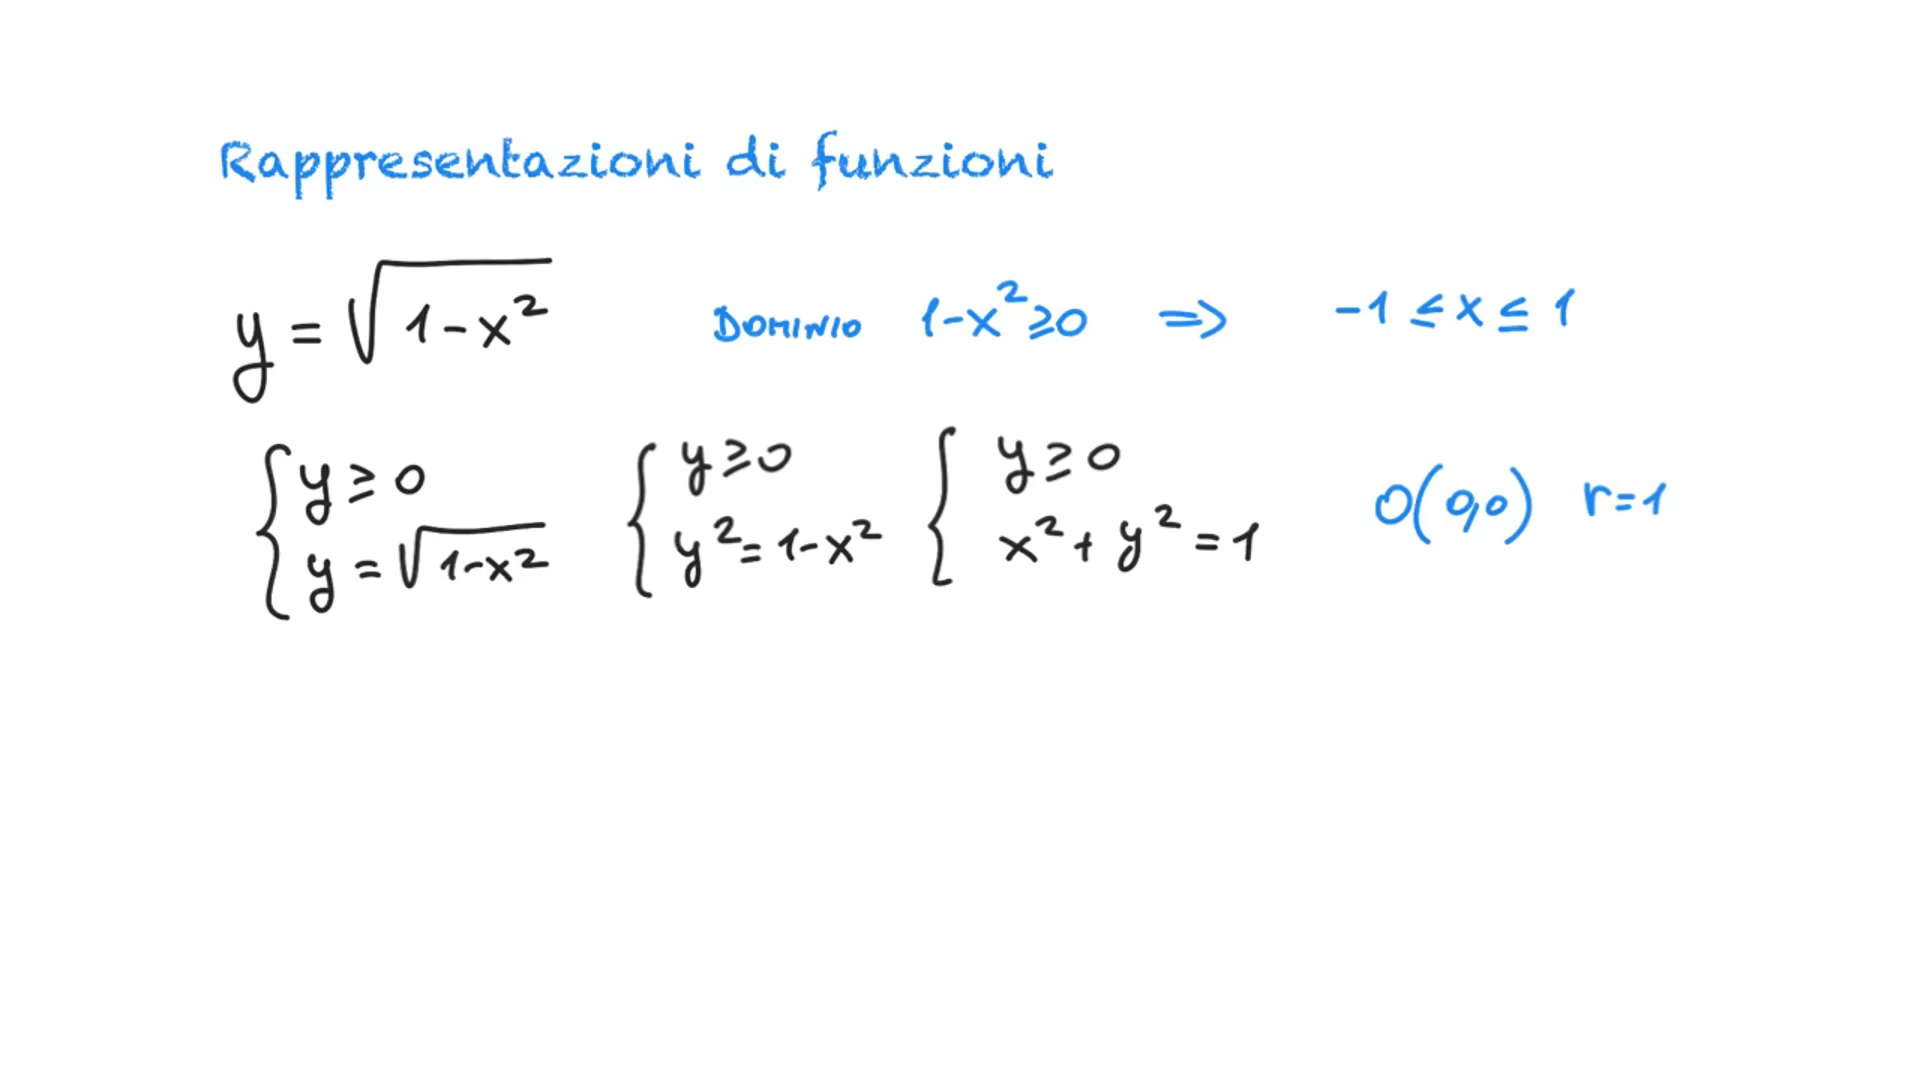 Rappresentazioni di funzioni
y = √(1-x²) DOMINIO 1-x²≥0 => -1 ≤ x ≤ 1
{ y ≥ 0 { y ≥ 0 { y ≥ 0 O(0,0) r=1
y = √(1-x²) y² = 1-x² x² + y² = 1